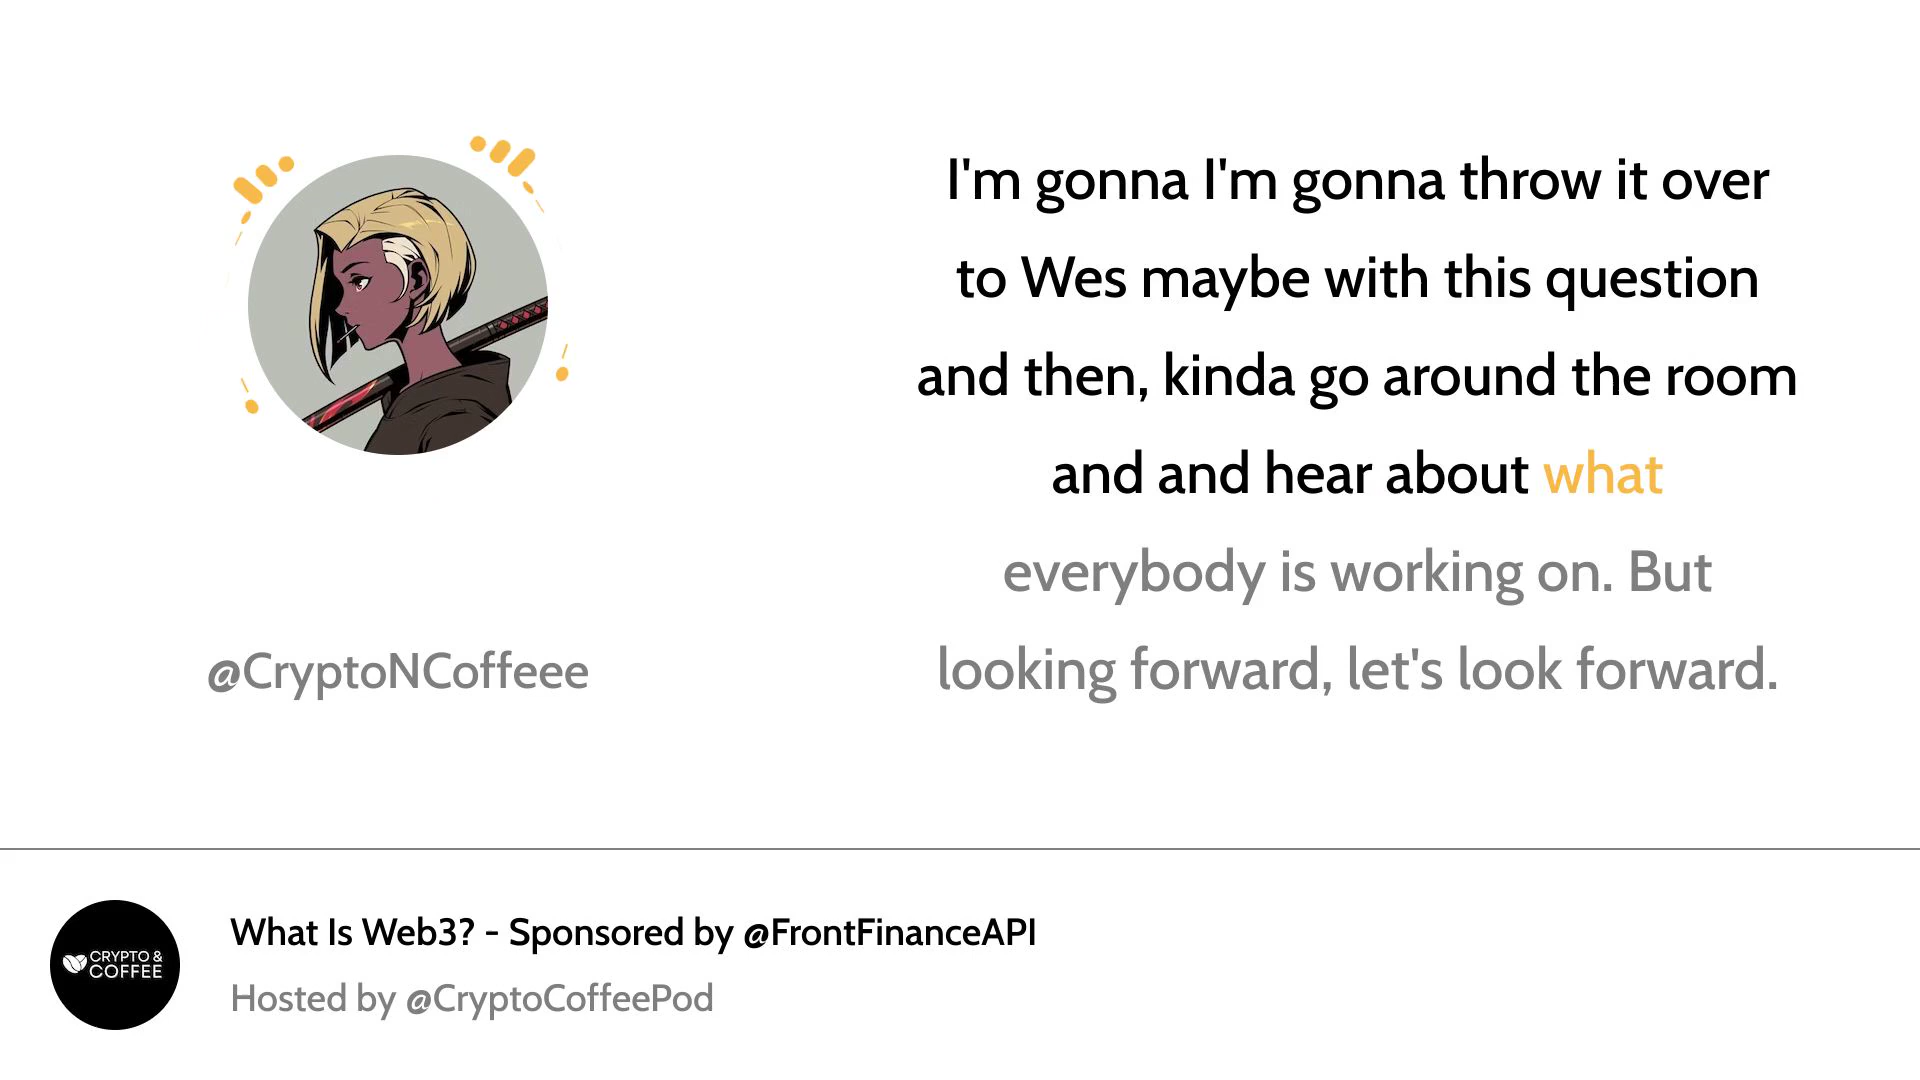 I'm gonna I'm gonna throw it over
to Wes maybe with this question
and then, kinda go around the room
and and hear about what
everybody is working on. But
looking forward, let's look forward.
@CryptoNCoffeee
CRYPTO &
COFFEE
What Is Web3? - Sponsored by @FrontFinanceAPI
Hosted by @CryptoCoffeePod